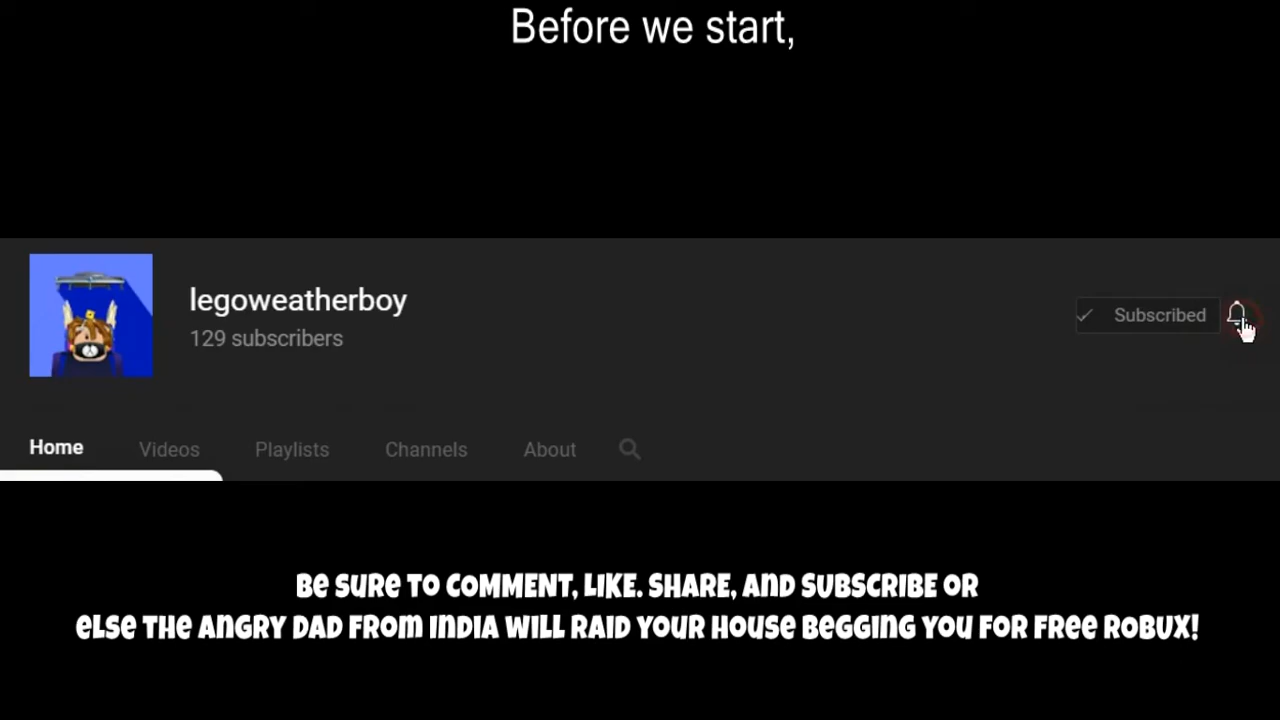 Before we start,
legoweatherboy
129 subscribers
Subscribed
Home Videos Playlists Channels About
Be sure to comment, like. share, and subscribe or
else the angry dad from india will raid your house begging you for free robux!